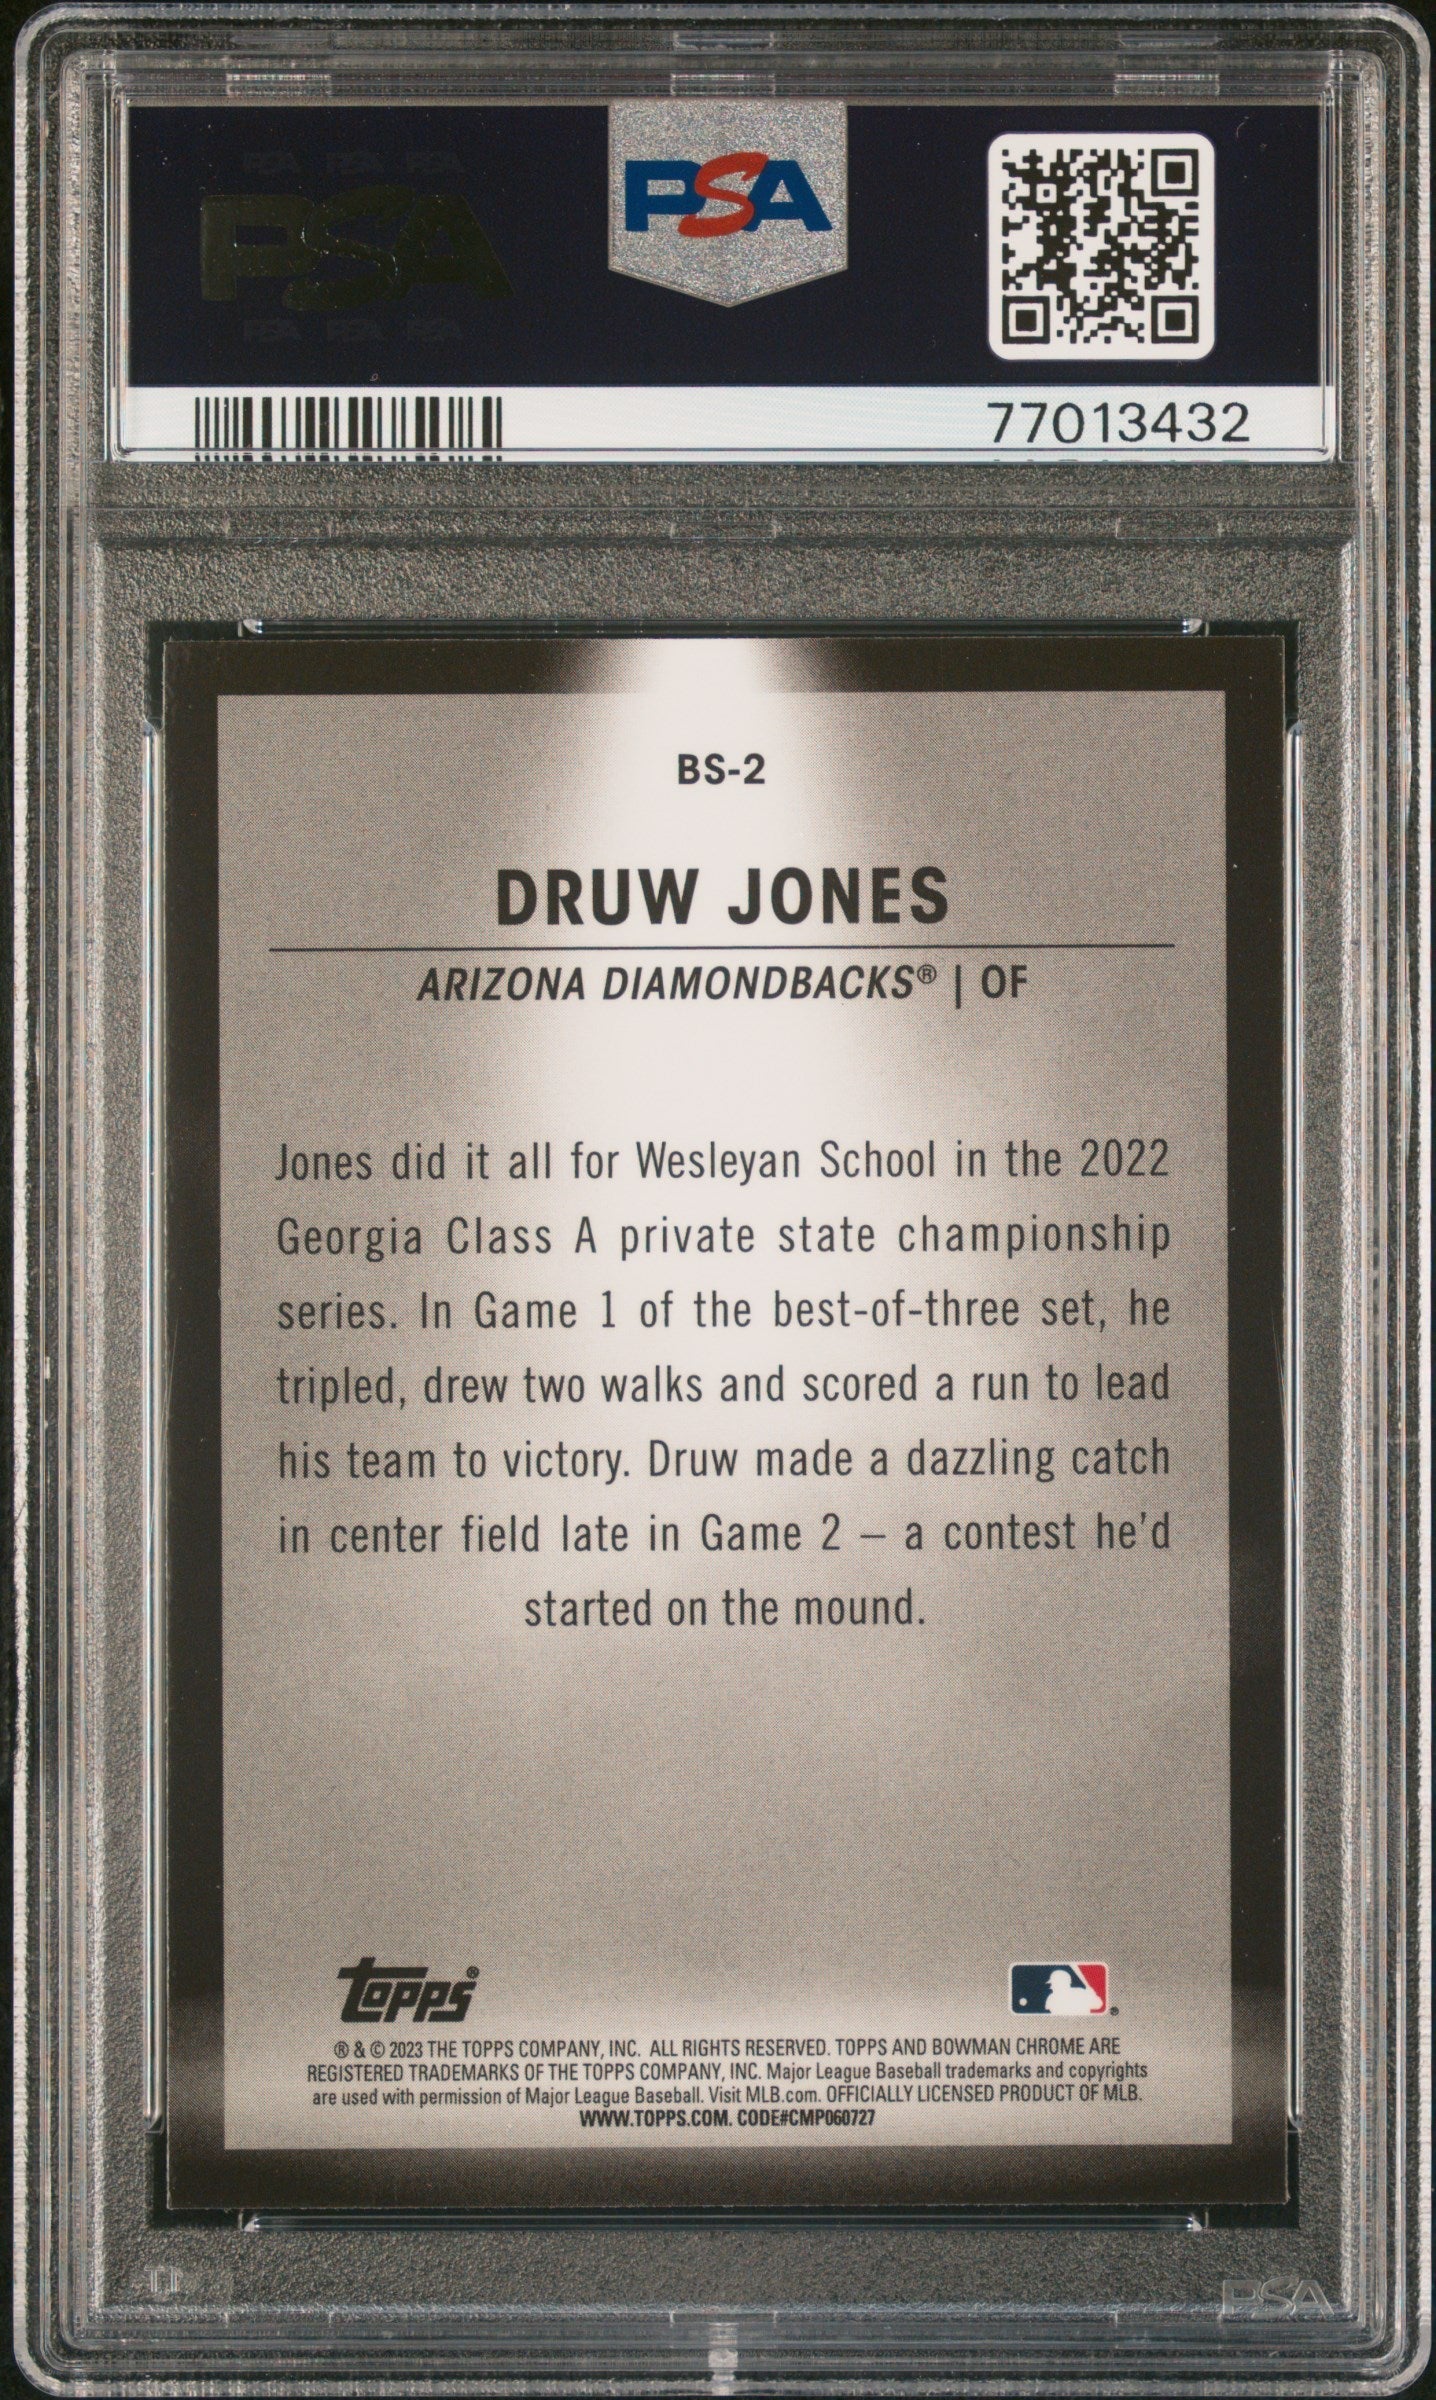 PSA PSA PSA
PSA
PSA PSA PSA
PSA
77013432
BS-2
DRUW JONES
ARIZONA DIAMONDBACKS® | OF
Jones did it all for Wesleyan School in the 2022
Georgia Class A private state championship
series. In Game 1 of the best-of-three set, he
tripled, drew two walks and scored a run to lead
his team to victory. Druw made a dazzling catch
in center field late in Game 2 – a contest he'd
started on the mound.
Topps®
® & © 2023 THE TOPPS COMPANY, INC. ALL RIGHTS RESERVED. TOPPS AND BOWMAN CHROME ARE
REGISTERED TRADEMARKS OF THE TOPPS COMPANY, INC. Major League Baseball trademarks and copyrights
are used with permission of Major League Baseball. Visit MLB.com. OFFICIALLY LICENSED PRODUCT OF MLB.
WWW.TOPPS.COM. CODE#CMP060727
PSA